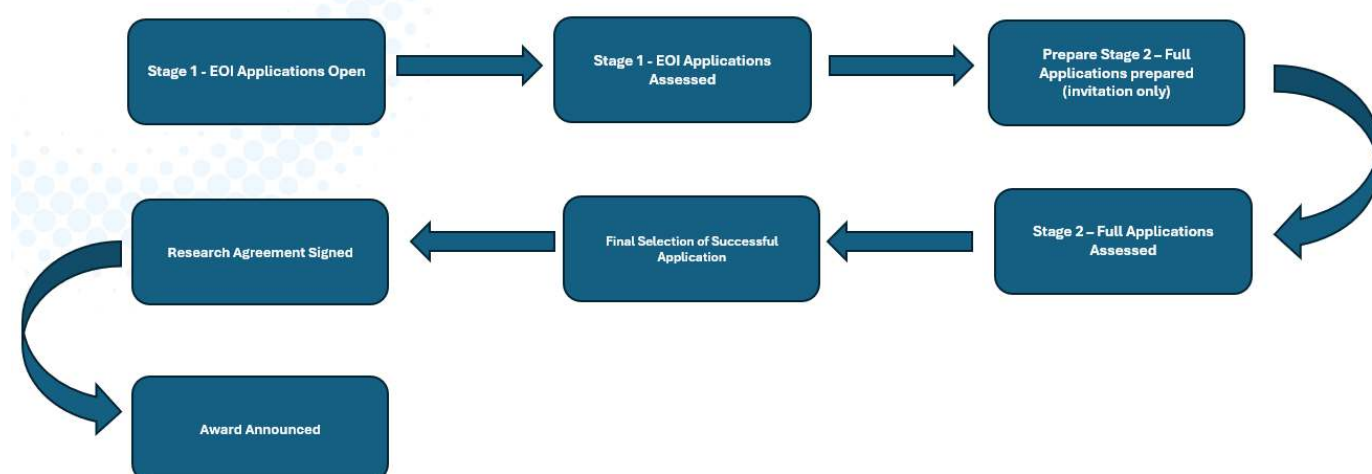 Stage 1 - EOI Applications Open
Stage 1 - EOI Applications
Assessed
Prepare Stage 2 – Full
Applications prepared
(invitation only)
Stage 2 – Full Applications
Assessed
Final Selection of Successful
Application
Research Agreement Signed
Award Announced